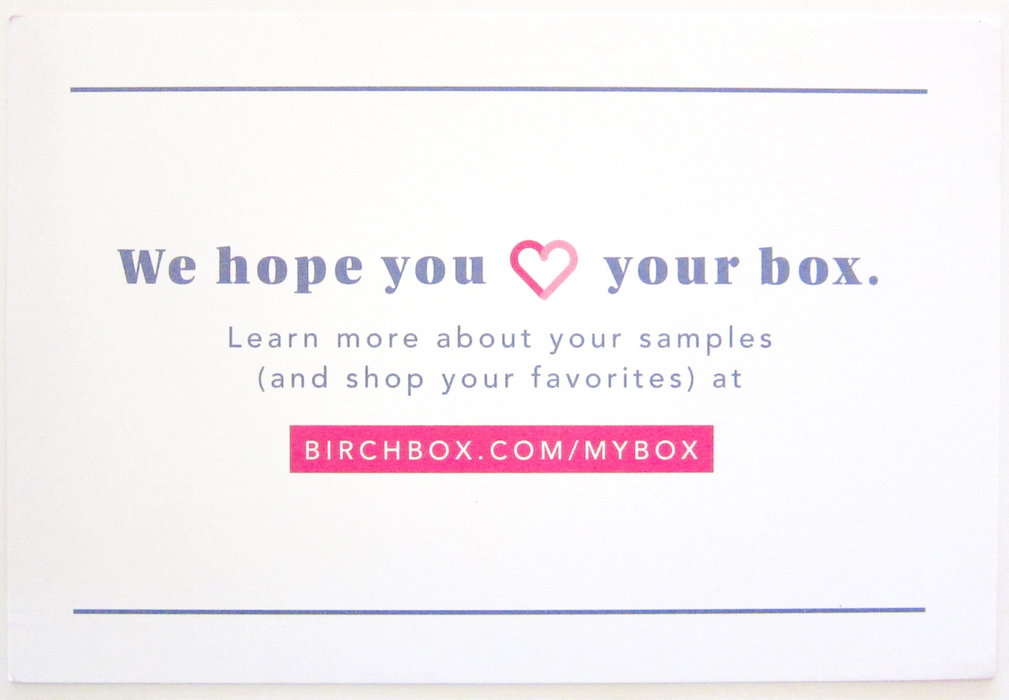 We hope you ♡ your box.
Learn more about your samples
(and shop your favorites) at
BIRCHBOX.COM/MYBOX